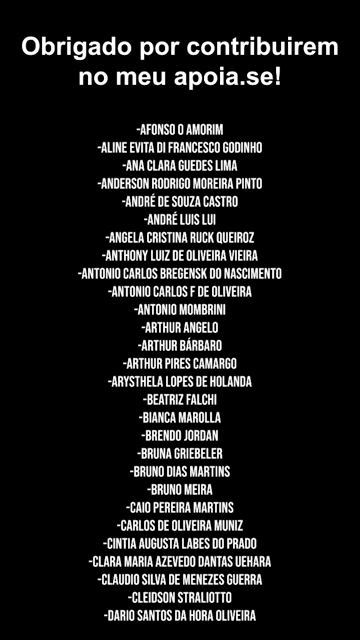 Obrigado por contribuirem
no meu apoia.se!
-AFONSO O AMORIM
-ALINE EVITA DI FRANCESCO GODINHO
-ANA CLARA GUEDES LIMA
-ANDERSON RODRIGO MOREIRA PINTO
-ANDRÉ DE SOUZA CASTRO
-ANDRÉ LUIS LUI
-ANGELA CRISTINA RUCK QUEIROZ
-ANTHONY LUIZ DE OLIVEIRA VIEIRA
-ANTONIO CARLOS BREGENSK DO NASCIMENTO
-ANTONIO CARLOS F DE OLIVEIRA
-ANTONIO MOMBRINI
-ARTHUR ANGELO
-ARTHUR BÁRBARO
-ARTHUR PIRES CAMARGO
-ARYSTHELA LOPES DE HOLANDA
-BEATRIZ FALCHI
-BIANCA MAROLLA
-BRENDO JORDAN
-BRUNA GRIEBELER
-BRUNO DIAS MARTINS
-BRUNO MEIRA
-CAIO PEREIRA MARTINS
-CARLOS DE OLIVEIRA MUNIZ
-CINTIA AUGUSTA LABES DO PRADO
-CLARA MARIA AZEVEDO DANTAS UEHARA
-CLAUDIO SILVA DE MENEZES GUERRA
-CLEIDSON STRALIOTTO
-DARIO SANTOS DA HORA OLIVEIRA